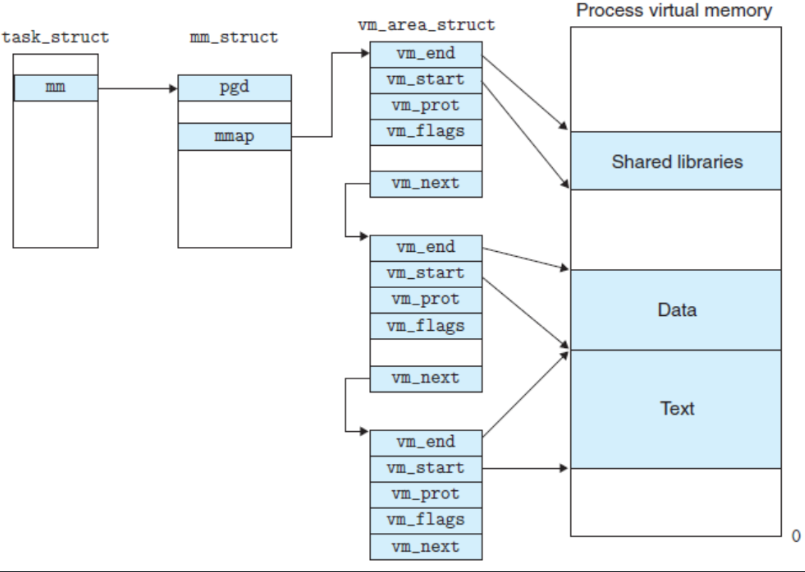 Process virtual memory
task_struct
mm_struct
vm_area_struct
mm
pgd
mmap
vm_end
vm_start
vm_prot
vm_flags
vm_next
vm_end
vm_start
vm_prot
vm_flags
vm_next
vm_end
vm_start
vm_prot
vm_flags
vm_next
Shared libraries
Data
Text
0